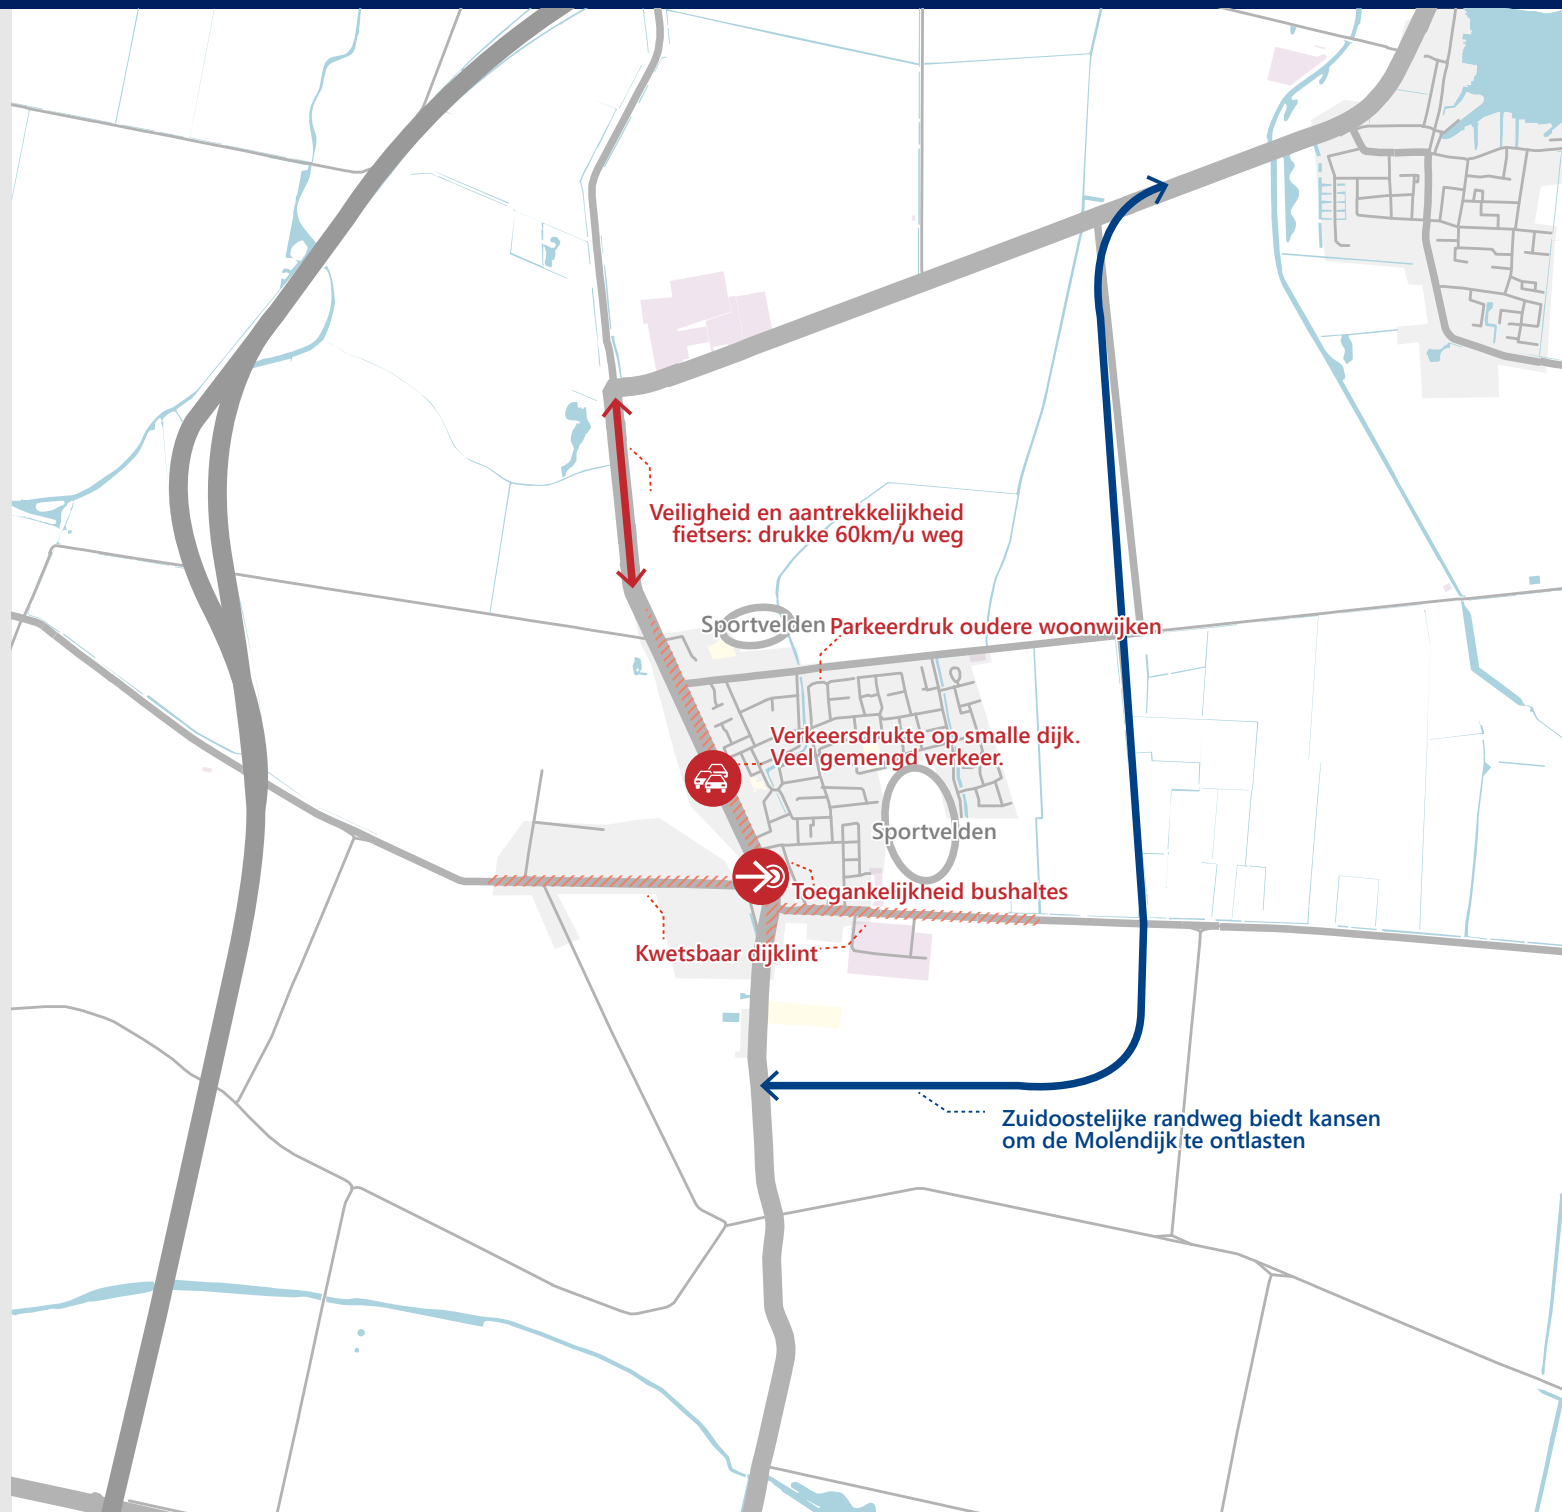 Veiligheid en aantrekkelijkheid
fietsers: drukke 60km/u weg
Sportvelden
Parkeerdruk oudere woonwijken
Verkeersdrukte op smalle dijk.
Veel gemengd verkeer.
Sportvelden
Toegankelijkheid bushaltes
Kwetsbaar dijklint
Zuidoostelijke randweg biedt kansen
om de Molendijk te ontlasten